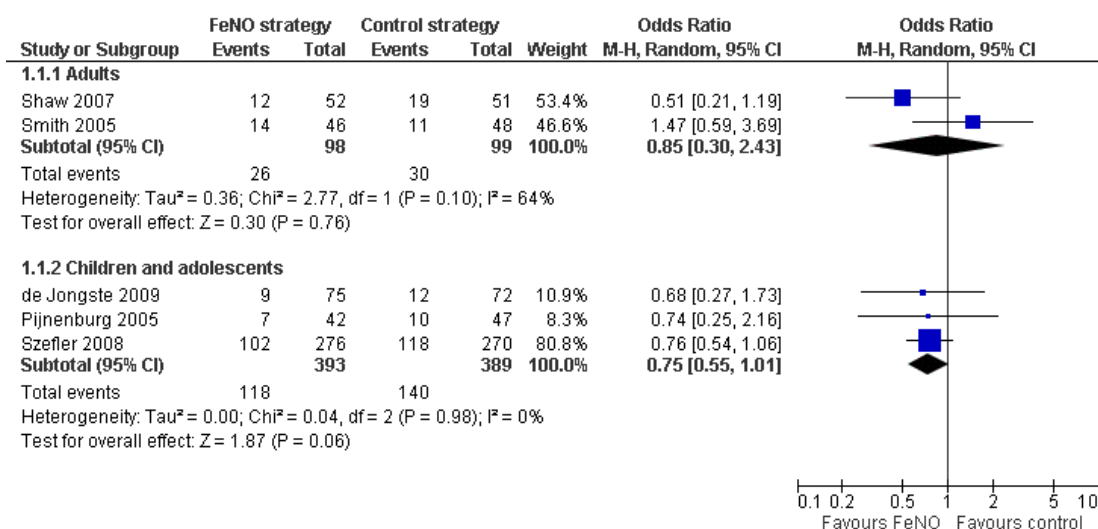 FeNO strategy Control strategy Odds Ratio Odds Ratio
Study or Subgroup Events Total Events Total Weight M-H, Random, 95% CI M-H, Random, 95% CI
1.1.1 Adults
Shaw 2007 12 52 19 51 53.4% 0.51 [0.21, 1.19]
Smith 2005 14 46 11 48 46.6% 1.47 [0.59, 3.69]
Subtotal (95% CI) 98 99 100.0% 0.85 [0.30, 2.43]
Total events 26 30
Heterogeneity: Tau² = 0.36; Chi² = 2.77, df = 1 (P = 0.10); I² = 64%
Test for overall effect: Z = 0.30 (P = 0.76)
1.1.2 Children and adolescents
de Jongste 2009 9 75 12 72 10.9% 0.68 [0.27, 1.73]
Pijnenburg 2005 7 42 10 47 8.3% 0.74 [0.25, 2.16]
Szefler 2008 102 276 118 270 80.8% 0.76 [0.54, 1.06]
Subtotal (95% CI) 393 389 100.0% 0.75 [0.55, 1.01]
Total events 118 140
Heterogeneity: Tau² = 0.00; Chi² = 0.04, df = 2 (P = 0.98); I² = 0%
Test for overall effect: Z = 1.87 (P = 0.06)
0.1 0.2 0.5 1 2 5 10
Favours FeNO Favours control